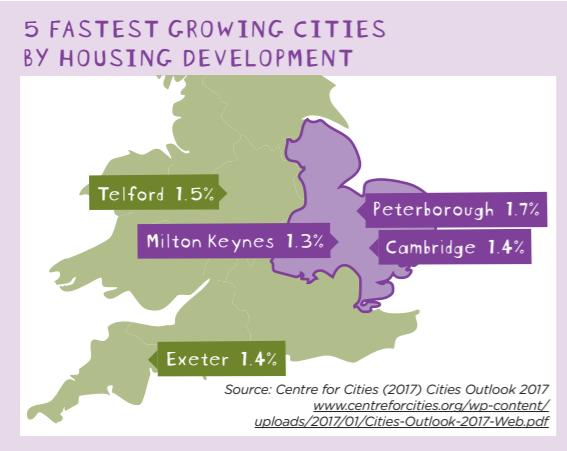 5 FASTEST GROWING CITIES
BY HOUSING DEVELOPMENT
Telford 1.5%
Peterborough 1.7%
Milton Keynes 1.3%
Cambridge 1.4%
Exeter 1.4%
Source: Centre for Cities (2017) Cities Outlook 2017
www.centreforcities.org/wp-content/
uploads/2017/01/Cities-Outlook-2017-Web.pdf